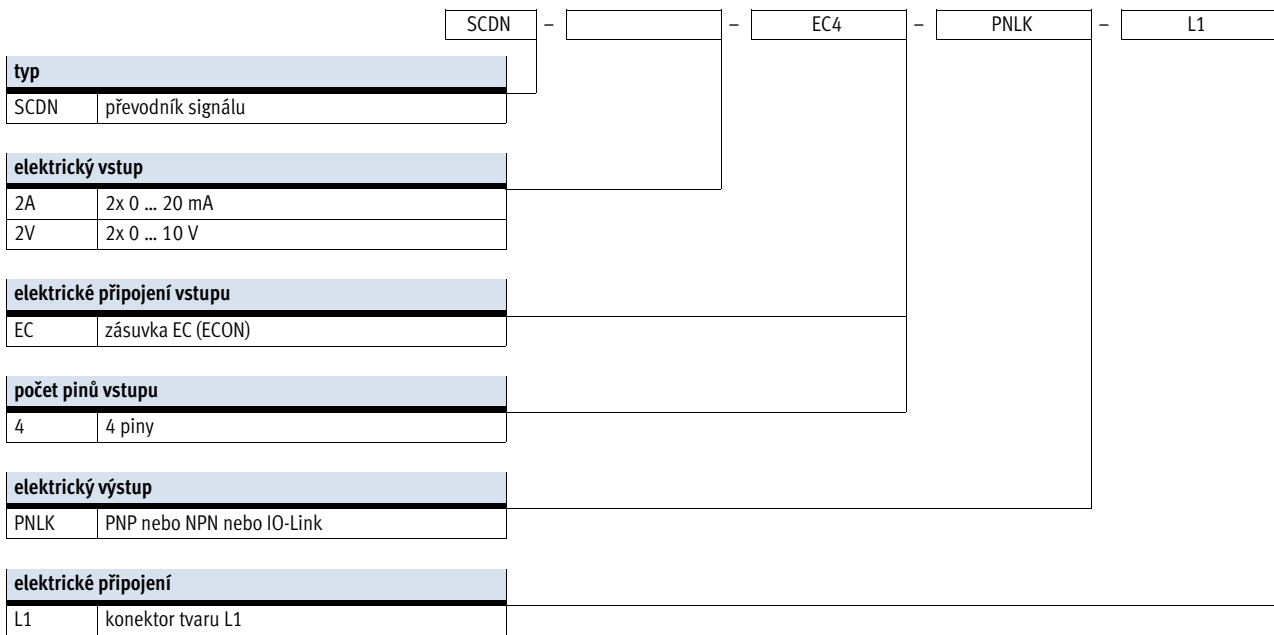 SCDN – – EC4 – PNLK – L1
typ
SCDN převodník signálu
elektrický vstup
2A 2x 0 ... 20 mA
2V 2x 0 ... 10 V
elektrické připojení vstupu
EC zásuvka EC (ECON)
počet pinů vstupu
4 4 piny
elektrický výstup
PNLK PNP nebo NPN nebo IO-Link
elektrické připojení
L1 konektor tvaru L1